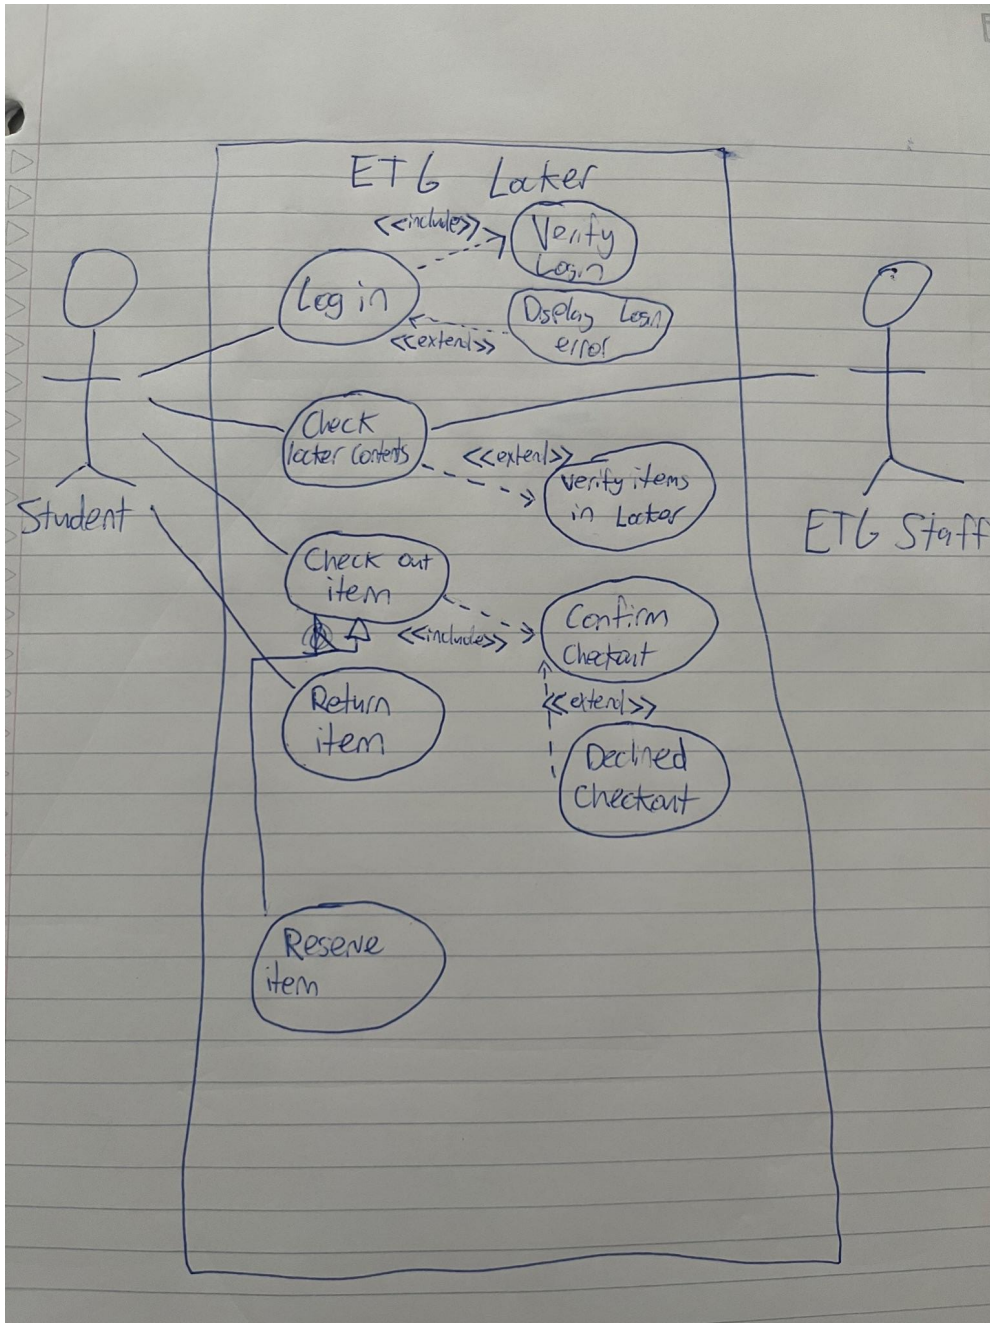 ETG Locker
<<include>>
Verify
Login
Log in
Display Login
error
<<extend>>
Check
locker contents
<<extend>>
Verify items
in Locker
Student
ETG Staff
Check out
item
<<include>>
Confirm
Checkout
<<extend>>
Return
item
Declined
Checkout
Reserve
item